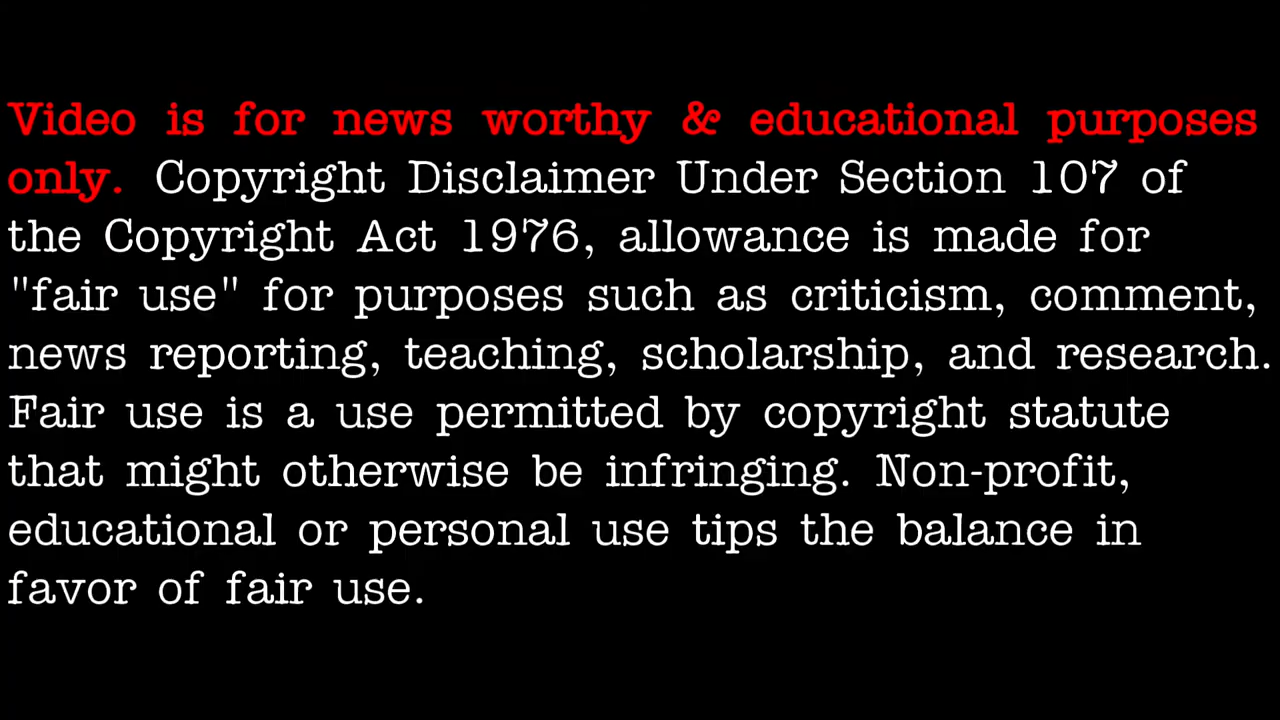 Video is for news worthy & educational purposes
only. Copyright Disclaimer Under Section 107 of
the Copyright Act 1976, allowance is made for
"fair use" for purposes such as criticism, comment,
news reporting, teaching, scholarship, and research.
Fair use is a use permitted by copyright statute
that might otherwise be infringing. Non-profit,
educational or personal use tips the balance in
favor of fair use.